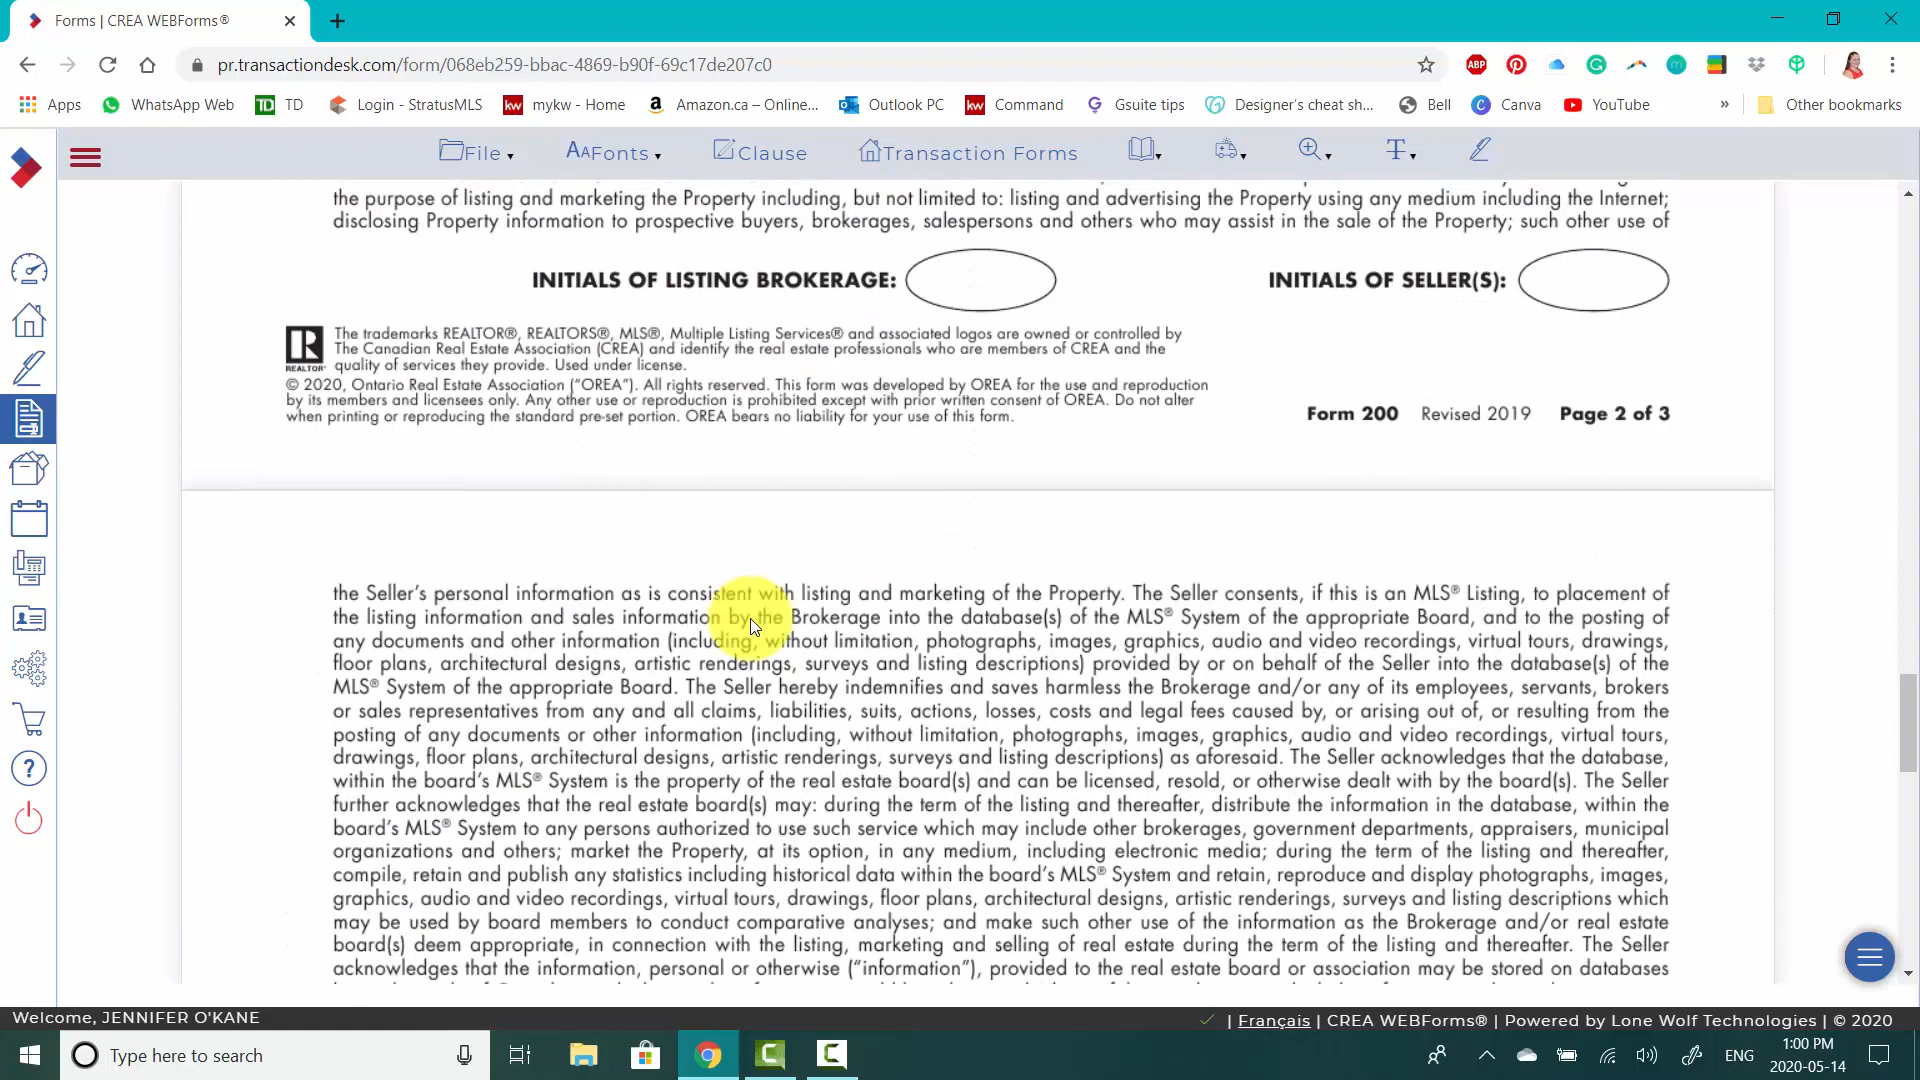 Forms | CREA WEBForms®
pr.transactiondesk.com/form/068eb259-bbac-4869-b90f-69c17de207c0
ABP
Apps WhatsApp Web TD TD Login - StratusMLS kw mykw - Home a Amazon.ca – Online... Outlook PC kw Command G Gsuite tips Designer's cheat sh... Bell C Canva YouTube » Other bookmarks
File AAFonts Clause Transaction Forms T
the purpose of listing and marketing the Property including, but not limited to: listing and advertising the Property using any medium including the Internet;
disclosing Property information to prospective buyers, brokerages, salespersons and others who may assist in the sale of the Property; such other use of
INITIALS OF LISTING BROKERAGE: INITIALS OF SELLER(S):
R
REALTOR®
The trademarks REALTOR®, REALTORS®, MLS®, Multiple Listing Services® and associated logos are owned or controlled by
The Canadian Real Estate Association (CREA) and identify the real estate professionals who are members of CREA and the
quality of services they provide. Used under license.
© 2020, Ontario Real Estate Association ("OREA"). All rights reserved. This form was developed by OREA for the use and reproduction
by its members and licensees only. Any other use or reproduction is prohibited except with prior written consent of OREA. Do not alter
when printing or reproducing the standard pre-set portion. OREA bears no liability for your use of this form.
Form 200 Revised 2019 Page 2 of 3
the Seller's personal information as is consistent with listing and marketing of the Property. The Seller consents, if this is an MLS® Listing, to placement of
the listing information and sales information by the Brokerage into the database(s) of the MLS® System of the appropriate Board, and to the posting of
any documents and other information (including, without limitation, photographs, images, graphics, audio and video recordings, virtual tours, drawings,
floor plans, architectural designs, artistic renderings, surveys and listing descriptions) provided by or on behalf of the Seller into the database(s) of the
MLS® System of the appropriate Board. The Seller hereby indemnifies and saves harmless the Brokerage and/or any of its employees, servants, brokers
or sales representatives from any and all claims, liabilities, suits, actions, losses, costs and legal fees caused by, or arising out of, or resulting from the
posting of any documents or other information (including, without limitation, photographs, images, graphics, audio and video recordings, virtual tours,
drawings, floor plans, architectural designs, artistic renderings, surveys and listing descriptions) as aforesaid. The Seller acknowledges that the database,
within the board's MLS® System is the property of the real estate board(s) and can be licensed, resold, or otherwise dealt with by the board(s). The Seller
further acknowledges that the real estate board(s) may: during the term of the listing and thereafter, distribute the information in the database, within the
board's MLS® System to any persons authorized to use such service which may include other brokerages, government departments, appraisers, municipal
organizations and others; market the Property, at its option, in any medium, including electronic media; during the term of the listing and thereafter,
compile, retain and publish any statistics including historical data within the board's MLS® System and retain, reproduce and display photographs, images,
graphics, audio and video recordings, virtual tours, drawings, floor plans, architectural designs, artistic renderings, surveys and listing descriptions which
may be used by board members to conduct comparative analyses; and make such other use of the information as the Brokerage and/or real estate
board(s) deem appropriate, in connection with the listing, marketing and selling of real estate during the term of the listing and thereafter. The Seller
acknowledges that the information, personal or otherwise ("information"), provided to the real estate board or association may be stored on databases
Welcome, JENNIFER O'KANE
| Français | CREA WEBForms® | Powered by Lone Wolf Technologies | © 2020
Type here to search
ENG
1:00 PM
2020-05-14